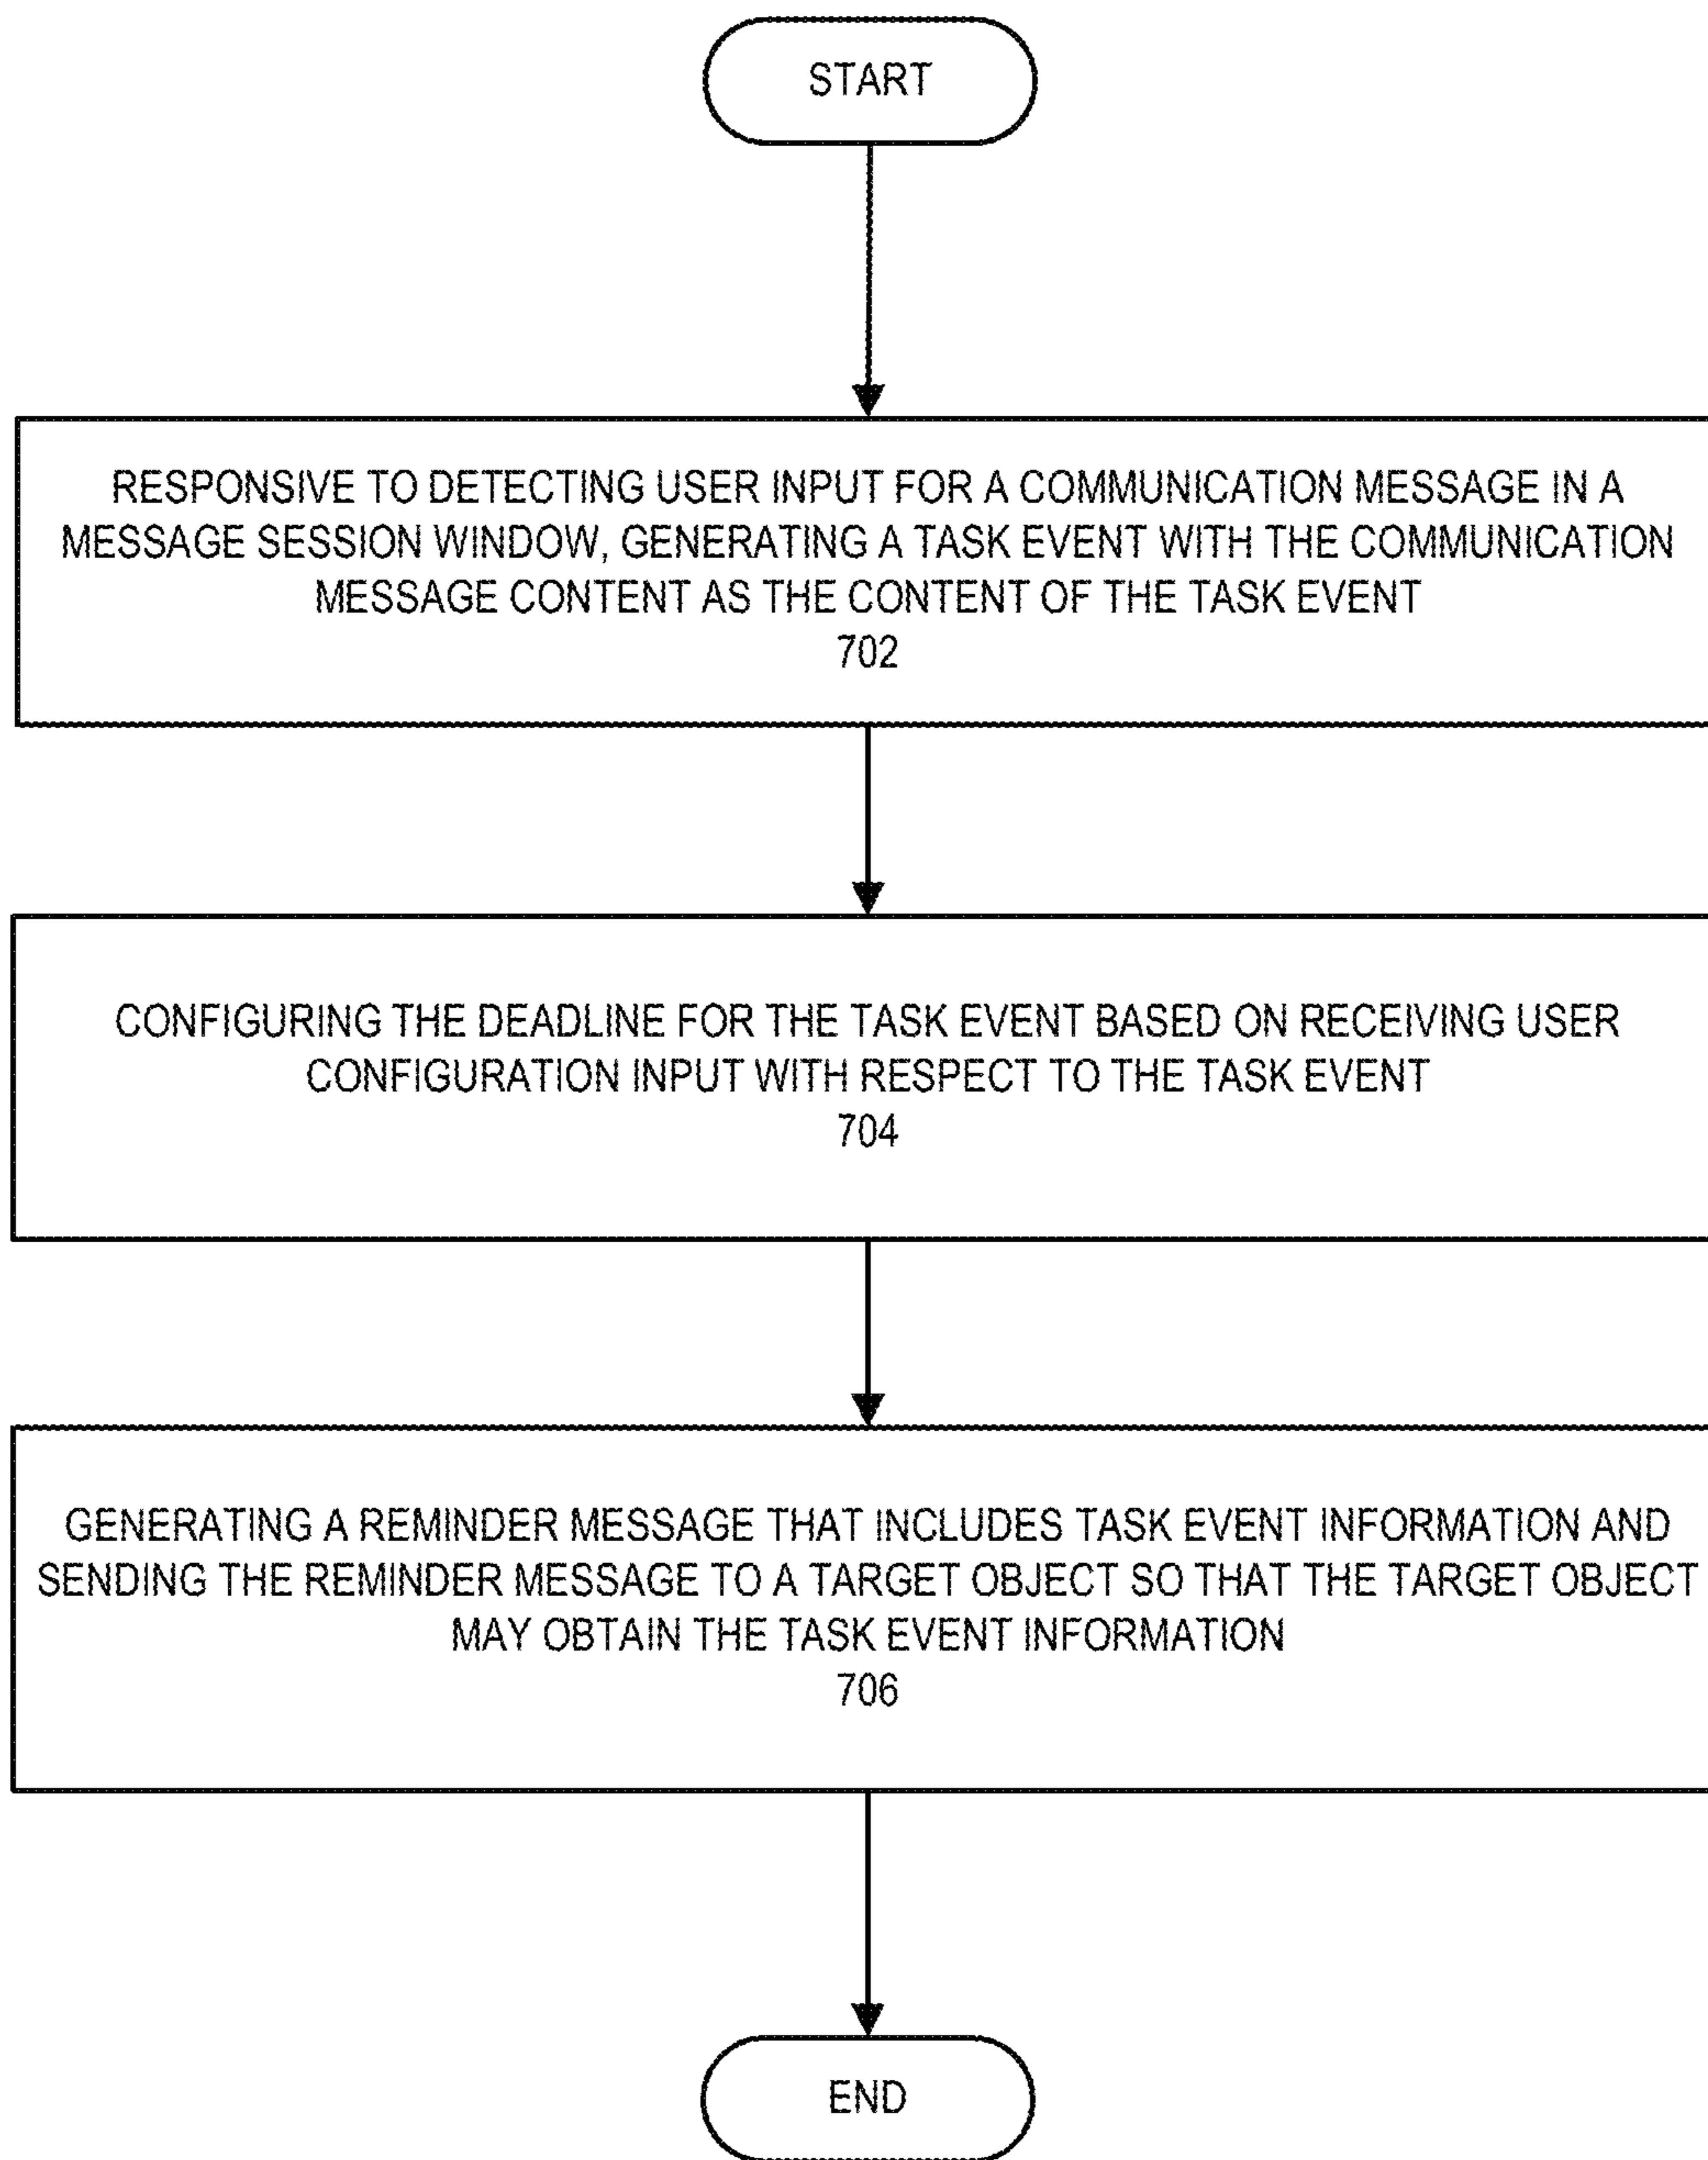 START
RESPONSIVE TO DETECTING USER INPUT FOR A COMMUNICATION MESSAGE IN A
MESSAGE SESSION WINDOW, GENERATING A TASK EVENT WITH THE COMMUNICATION
MESSAGE CONTENT AS THE CONTENT OF THE TASK EVENT
702
CONFIGURING THE DEADLINE FOR THE TASK EVENT BASED ON RECEIVING USER
CONFIGURATION INPUT WITH RESPECT TO THE TASK EVENT
704
GENERATING A REMINDER MESSAGE THAT INCLUDES TASK EVENT INFORMATION AND
SENDING THE REMINDER MESSAGE TO A TARGET OBJECT SO THAT THE TARGET OBJECT
MAY OBTAIN THE TASK EVENT INFORMATION
706
END